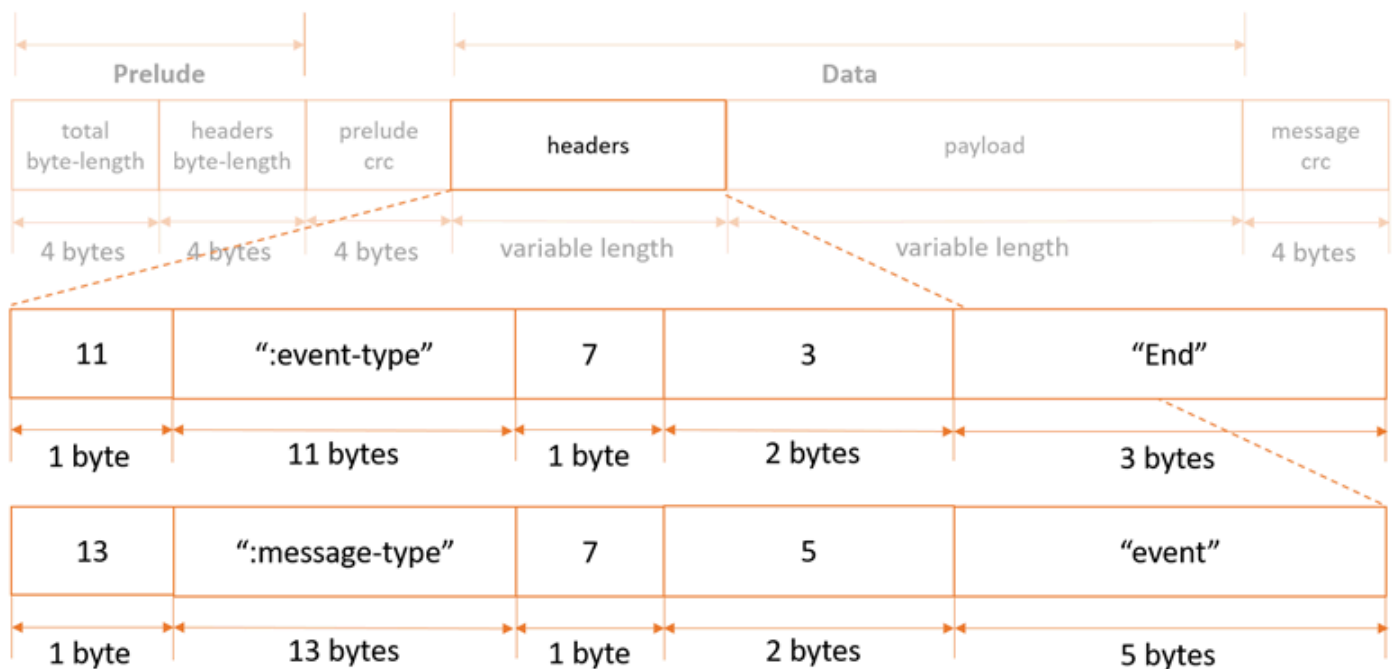 Prelude
Data
total
byte-length
headers
byte-length
prelude
crc
headers
payload
message
crc
4 bytes
4 bytes
4 bytes
variable length
variable length
4 bytes
11
“:event-type”
7
3
“End”
1 byte
11 bytes
1 byte
2 bytes
3 bytes
13
“:message-type”
7
5
“event”
1 byte
13 bytes
1 byte
2 bytes
5 bytes